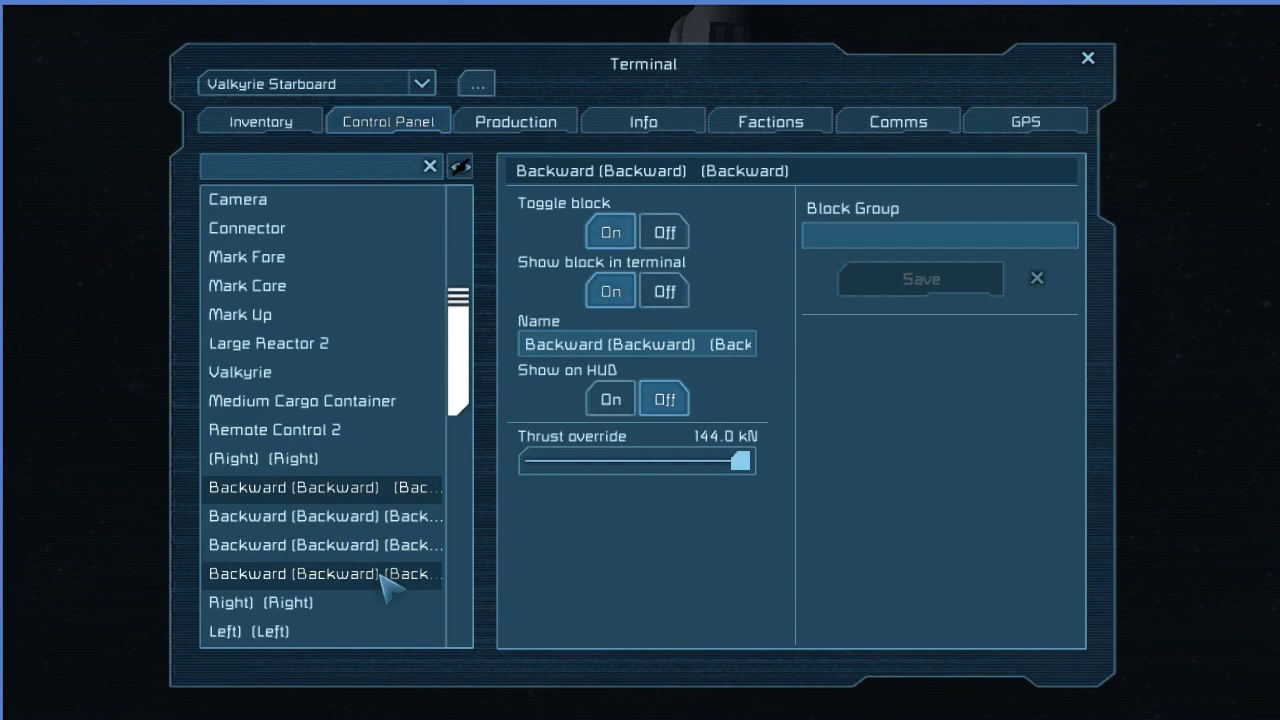 Terminal
Valkyrie Starboard
...
Inventory
Control Panel
Production
Info
Factions
Comms
GPS
Camera
Connector
Mark Fore
Mark Core
Mark Up
Large Reactor 2
Valkyrie
Medium Cargo Container
Remote Control 2
(Right) (Right)
Backward (Backward) (Bac...
Backward (Backward) (Back...
Backward (Backward) (Back...
Backward (Backward) (Back...
Right) (Right)
Left) (Left)
Backward (Backward) (Backward)
Toggle block
On Off
Show block in terminal
On Off
Name
Backward (Backward) (Back
Show on HUD
On Off
Thrust override 144.0 kN
Block Group
Save